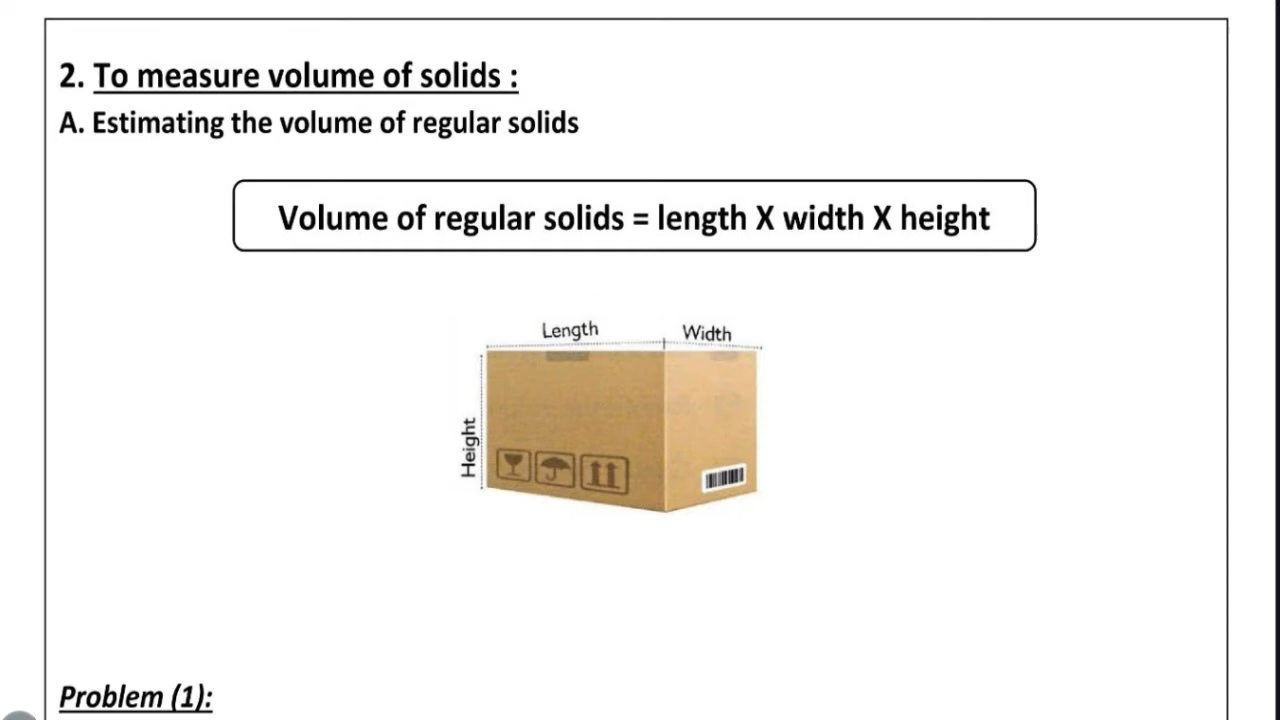 2. To measure volume of solids :
A. Estimating the volume of regular solids
Volume of regular solids = length X width X height
Length
Width
Height
Problem (1):